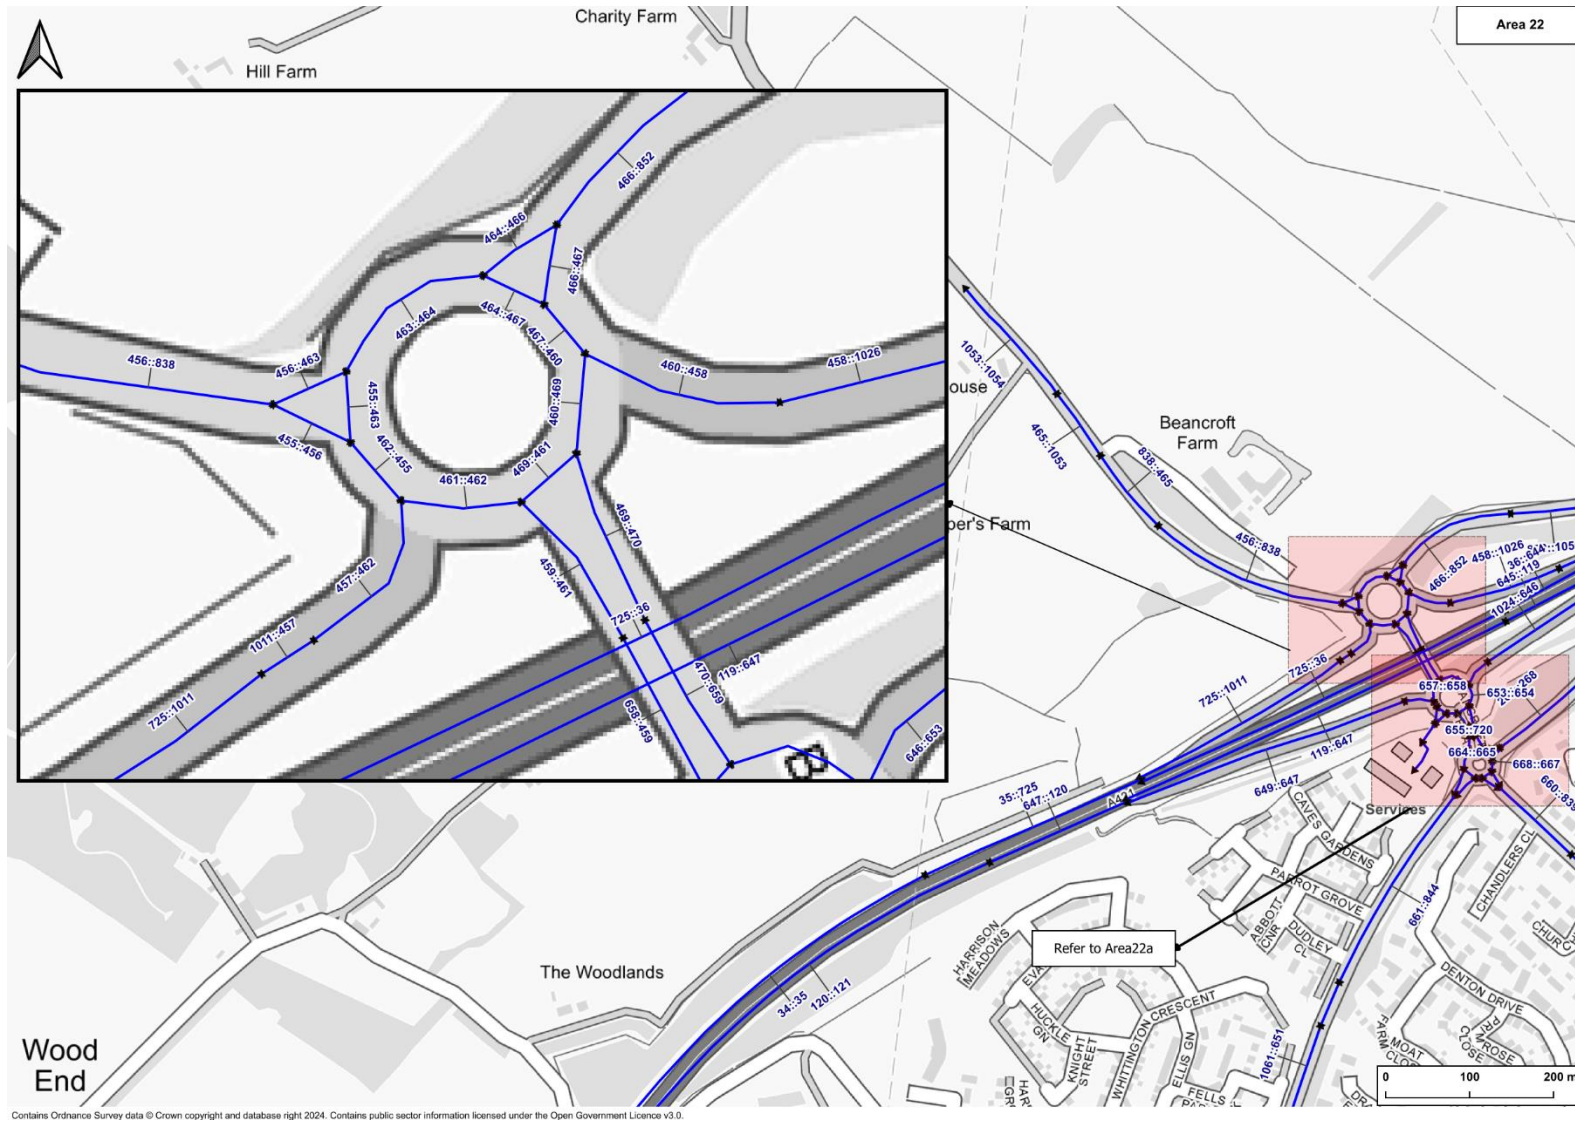 Charity Farm
Hill Farm
Area 22
466::852
464::466
466::467
464::467
467::460
463::464
456::838
456::463
455::463
455::456
462::455
460::469
460::458
458::1026
469::461
461::462
469::470
459::461
457::462
1011::457
725::1011
725::36
119::647
470::659
658::459
646::653
1053::1054
ouse
465::1053
838::465
Beancroft
Farm
per's Farm
456::838
466::852
458::1026
645::119
1024::646
725::36
725::1011
657::658
653::654
655::720
664::665
668::667
119::647
649::647
35::725
647::120
A421
Services
CAVES GARDENS
PARROT GROVE
ABBOTT
CNR
DUDLEY
CL
CHANDLERS CL
661::844
Refer to Area22a
HARRISON
MEADOWS
The Woodlands
34::35
120::121
HUCKLE
GN
KNIGHT
STREET
WHITTINGTON CRESCENT
ELLIS GN
DENTON DRIVE
MOAT
FARM
1061::651
Wood
End
0 100 200 m
Contains Ordnance Survey data © Crown copyright and database right 2024. Contains public sector information licensed under the Open Government Licence v3.0.